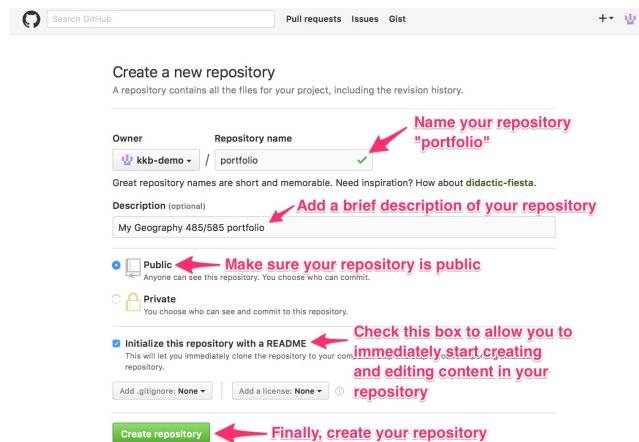 Search GitHub
Pull requests Issues Gist
Create a new repository
A repository contains all the files for your project, including the revision history.
Name your repository
"portfolio"
Owner Repository name
kkb-demo / portfolio
Great repository names are short and memorable. Need inspiration? How about didactic-fiesta.
Add a brief description of your repository
Description (optional)
My Geography 485/585 portfolio
Public
Make sure your repository is public
Anyone can see this repository. You choose who can commit.
Private
You choose who can see and commit to this repository.
Check this box to allow you to
immediately start creating
and editing content in your
repository
Initialize this repository with a README
This will let you immediately clone the repository to your
repository.
Add .gitignore: None
Add a license: None
Create repository
Finally, create your repository